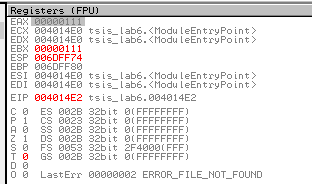 Registers (FPU)
EAX 00000111
ECX 004014E0 tsis_lab6.<ModuleEntryPoint>
EDX 004014E0 tsis_lab6.<ModuleEntryPoint>
EBX 00000111
ESP 006DFF74
EBP 006DFF80
ESI 004014E0 tsis_lab6.<ModuleEntryPoint>
EDI 004014E0 tsis_lab6.<ModuleEntryPoint>
EIP 004014E2 tsis_lab6.004014E2
C 0 ES 002B 32bit 0(FFFFFFFF)
P 1 CS 0023 32bit 0(FFFFFFFF)
A 0 SS 002B 32bit 0(FFFFFFFF)
Z 1 DS 002B 32bit 0(FFFFFFFF)
S 0 FS 0053 32bit 2F4000(FFF)
T 0 GS 002B 32bit 0(FFFFFFFF)
D 0
O 0 LastErr 00000002 ERROR_FILE_NOT_FOUND